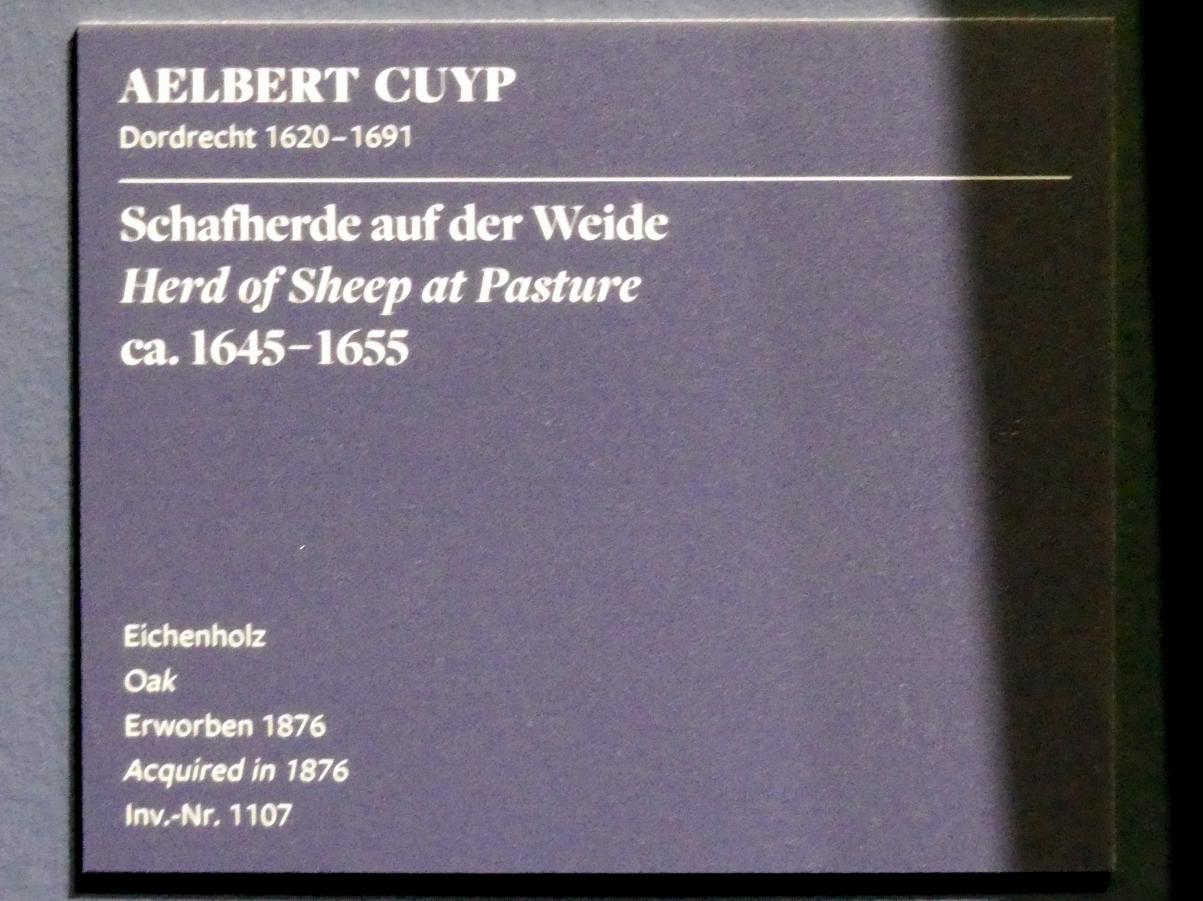 AELBERT CUYP
Dordrecht 1620–1691
Schafherde auf der Weide
Herd of Sheep at Pasture
ca. 1645–1655
Eichenholz
Oak
Erworben 1876
Acquired in 1876
Inv.-Nr. 1107